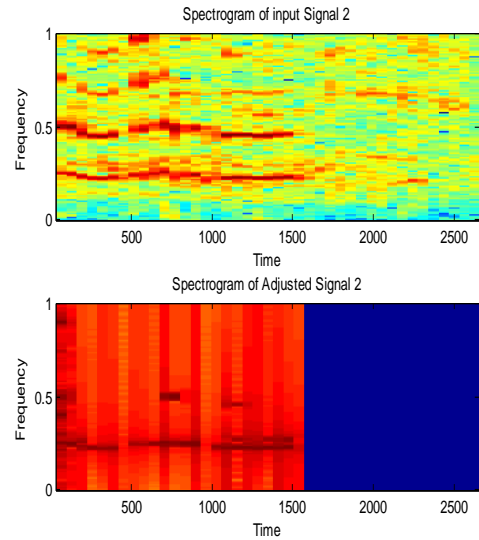 Spectrogram of input Signal 2
1
0.5
0
Frequency
500 1000 1500 2000 2500
Time
Spectrogram of Adjusted Signal 2
1
0.5
0
Frequency
500 1000 1500 2000 2500
Time